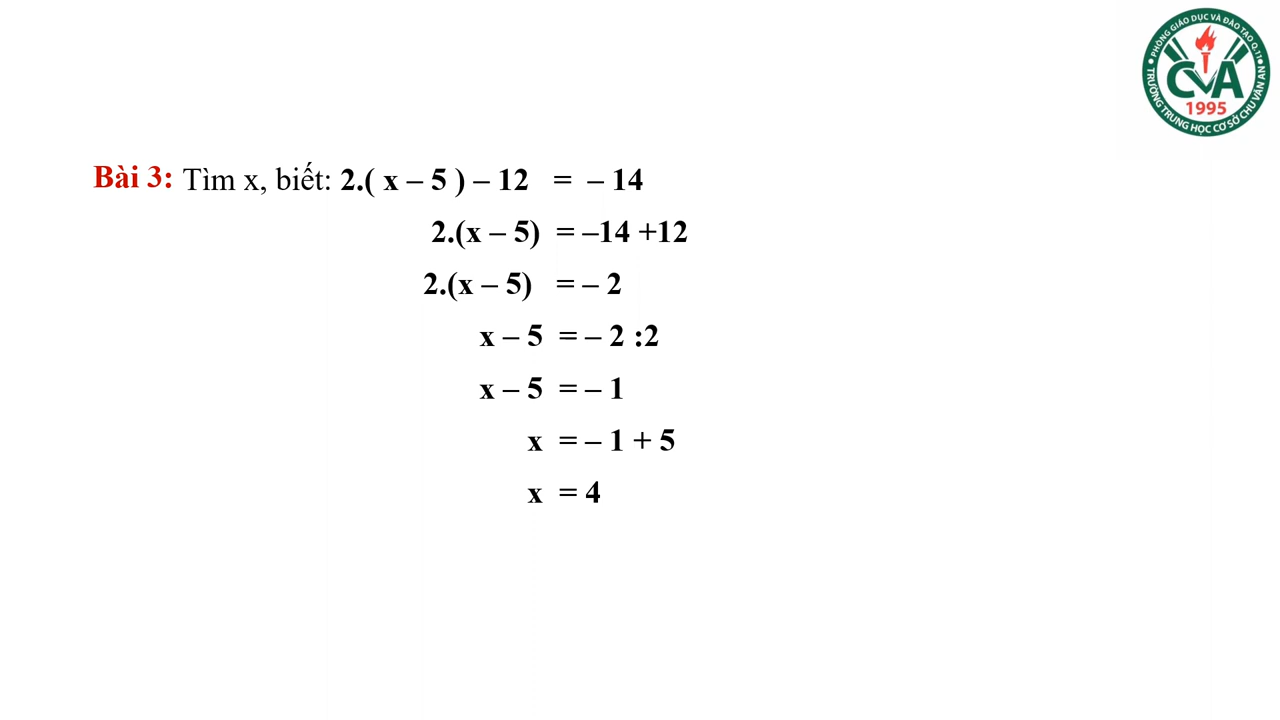 PHÒNG GIÁO DỤC VÀ ĐÀO TẠO Q.11
CVA
1995
TRƯỜNG TRUNG HỌC CƠ SỞ CHU VĂN AN
Bài 3: Tìm x, biết: 2.( x – 5 ) – 12 = – 14
2.(x – 5) = –14 +12
2.(x – 5) = – 2
x – 5 = – 2 :2
x – 5 = – 1
x = – 1 + 5
x = 4